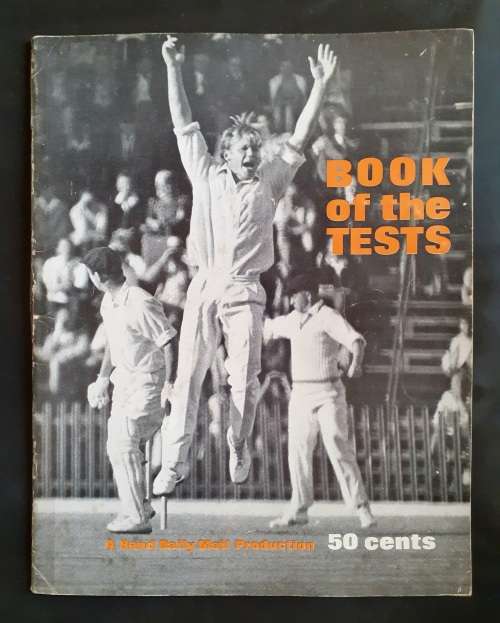 BOOK
of the
TESTS
A Rand Daily Mail Production
50 cents